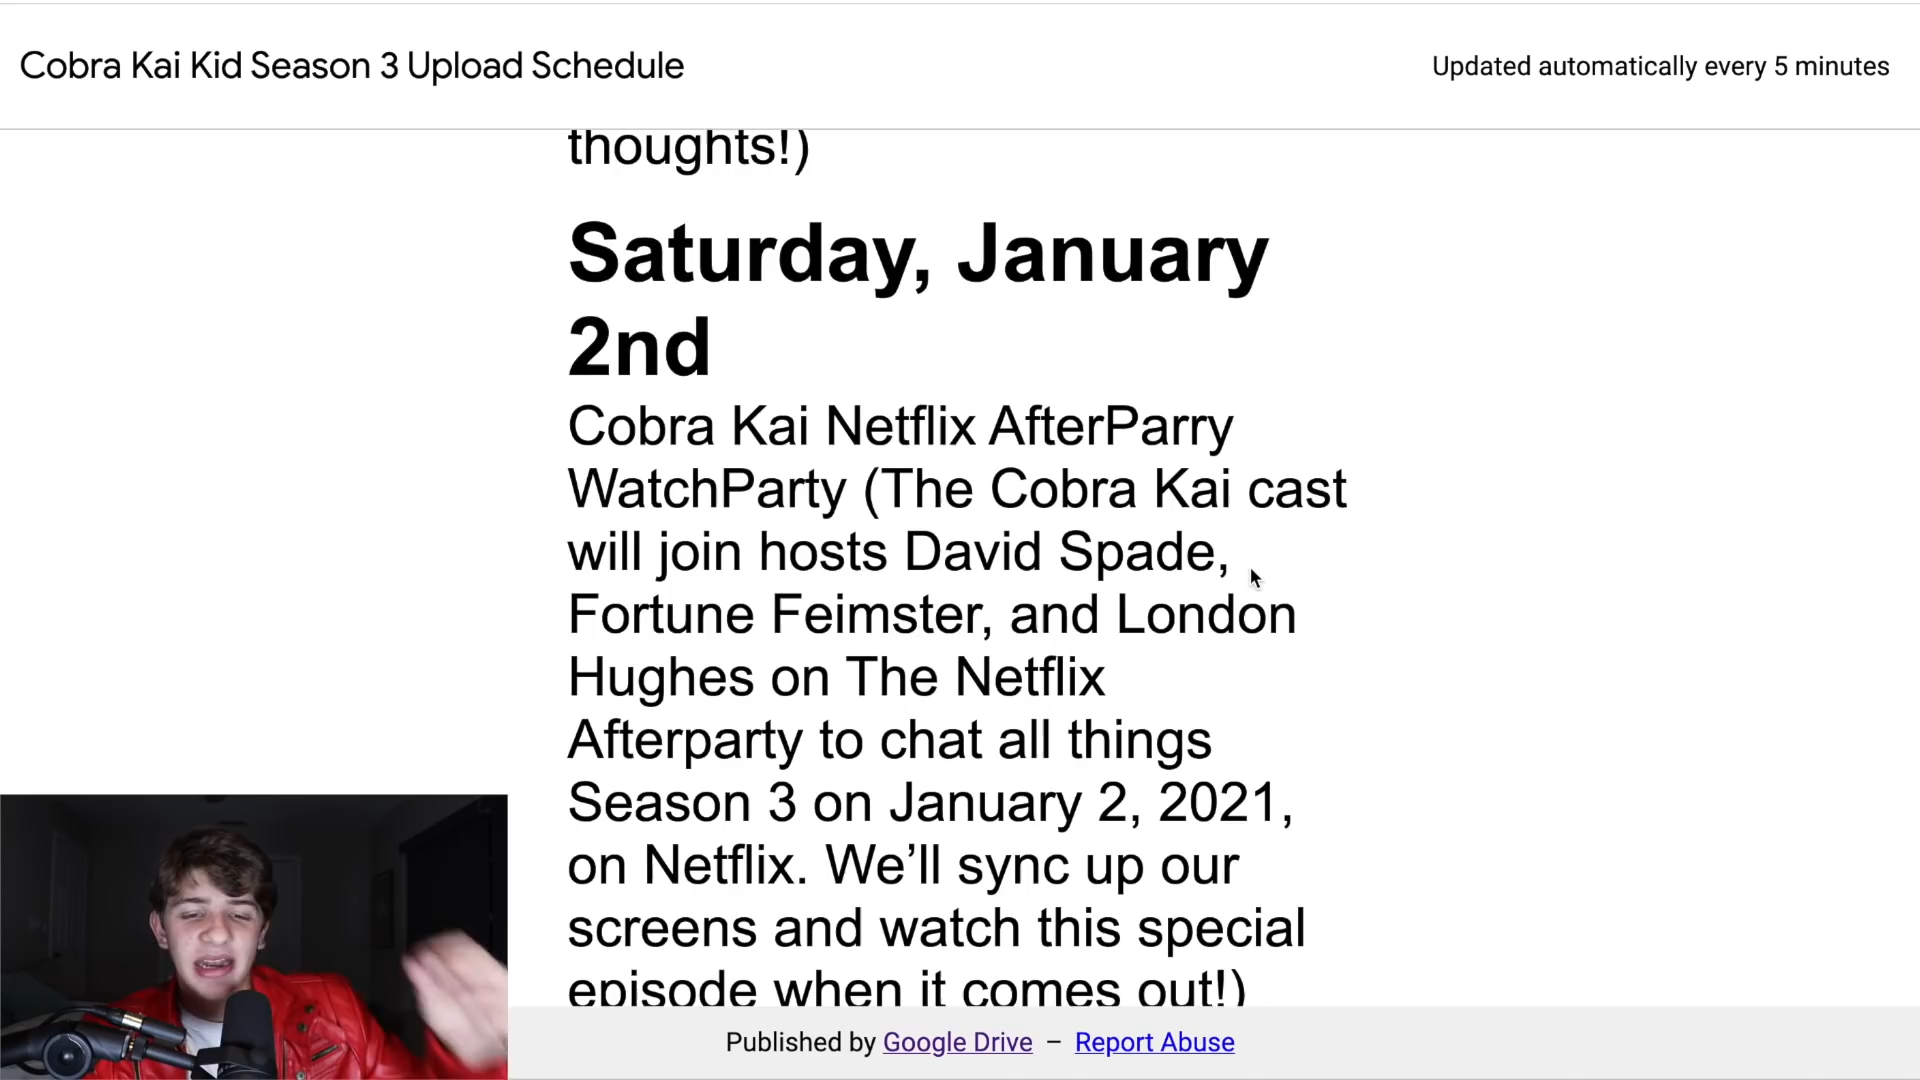 Cobra Kai Kid Season 3 Upload Schedule
Updated automatically every 5 minutes
thoughts!)
Saturday, January
2nd
Cobra Kai Netflix AfterParry
WatchParty (The Cobra Kai cast
will join hosts David Spade,
Fortune Feimster, and London
Hughes on The Netflix
Afterparty to chat all things
Season 3 on January 2, 2021,
on Netflix. We’ll sync up our
screens and watch this special
episode when it comes out!)
Published by Google Drive – Report Abuse